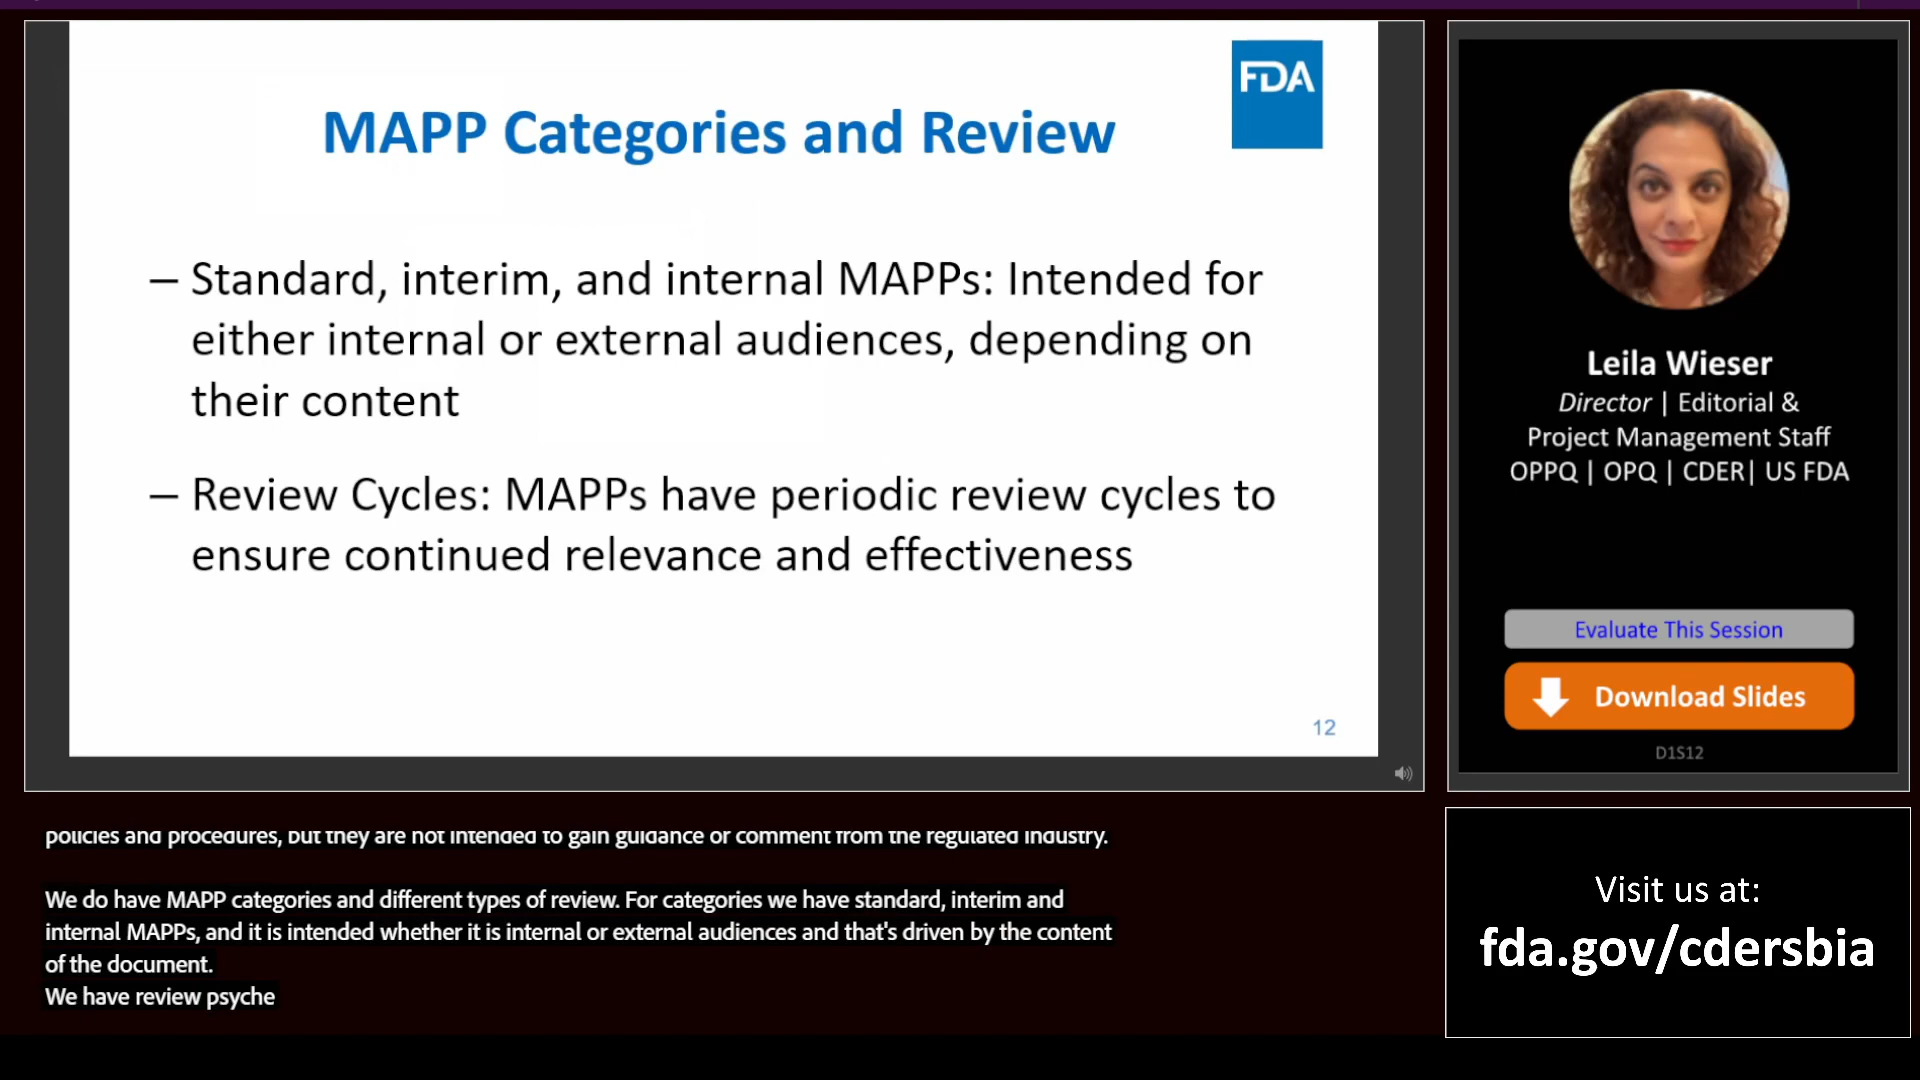 FDA
MAPP Categories and Review
– Standard, interim, and internal MAPPs: Intended for
either internal or external audiences, depending on
their content
– Review Cycles: MAPPs have periodic review cycles to
ensure continued relevance and effectiveness
12
Leila Wieser
Director | Editorial &
Project Management Staff
OPPQ | OPQ | CDER| US FDA
Evaluate This Session
Download Slides
D1S12
policies and procedures, but they are not intended to gain guidance or comment from the regulated industry.
We do have MAPP categories and different types of review. For categories we have standard, interim and
internal MAPPs, and it is intended whether it is internal or external audiences and that's driven by the content
of the document.
We have review psyche
Visit us at:
fda.gov/cdersbia